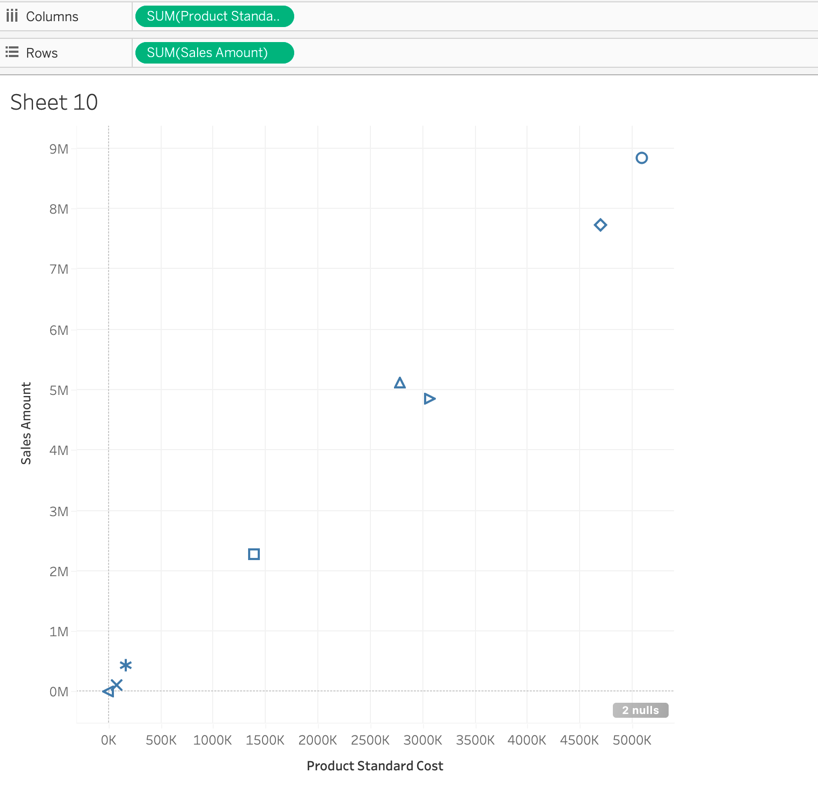 Columns
SUM(Product Standa..
Rows
SUM(Sales Amount)
Sheet 10
Sales Amount
9M
8M
7M
6M
5M
4M
3M
2M
1M
0M
2 nulls
0K 500K 1000K 1500K 2000K 2500K 3000K 3500K 4000K 4500K 5000K
Product Standard Cost